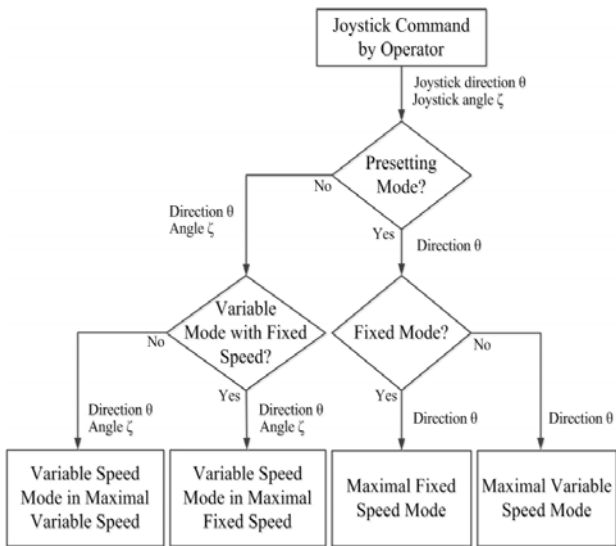 Joystick Command
by Operator
Joystick direction θ
Joystick angle ζ
Presetting
Mode?
No
Yes
Direction θ
Angle ζ
Direction θ
Variable
Mode with Fixed
Speed?
Fixed Mode?
No
Yes
Yes
No
Direction θ
Angle ζ
Direction θ
Angle ζ
Direction θ
Direction θ
Variable Speed
Mode in Maximal
Variable Speed
Variable Speed
Mode in Maximal
Fixed Speed
Maximal Fixed
Speed Mode
Maximal Variable
Speed Mode